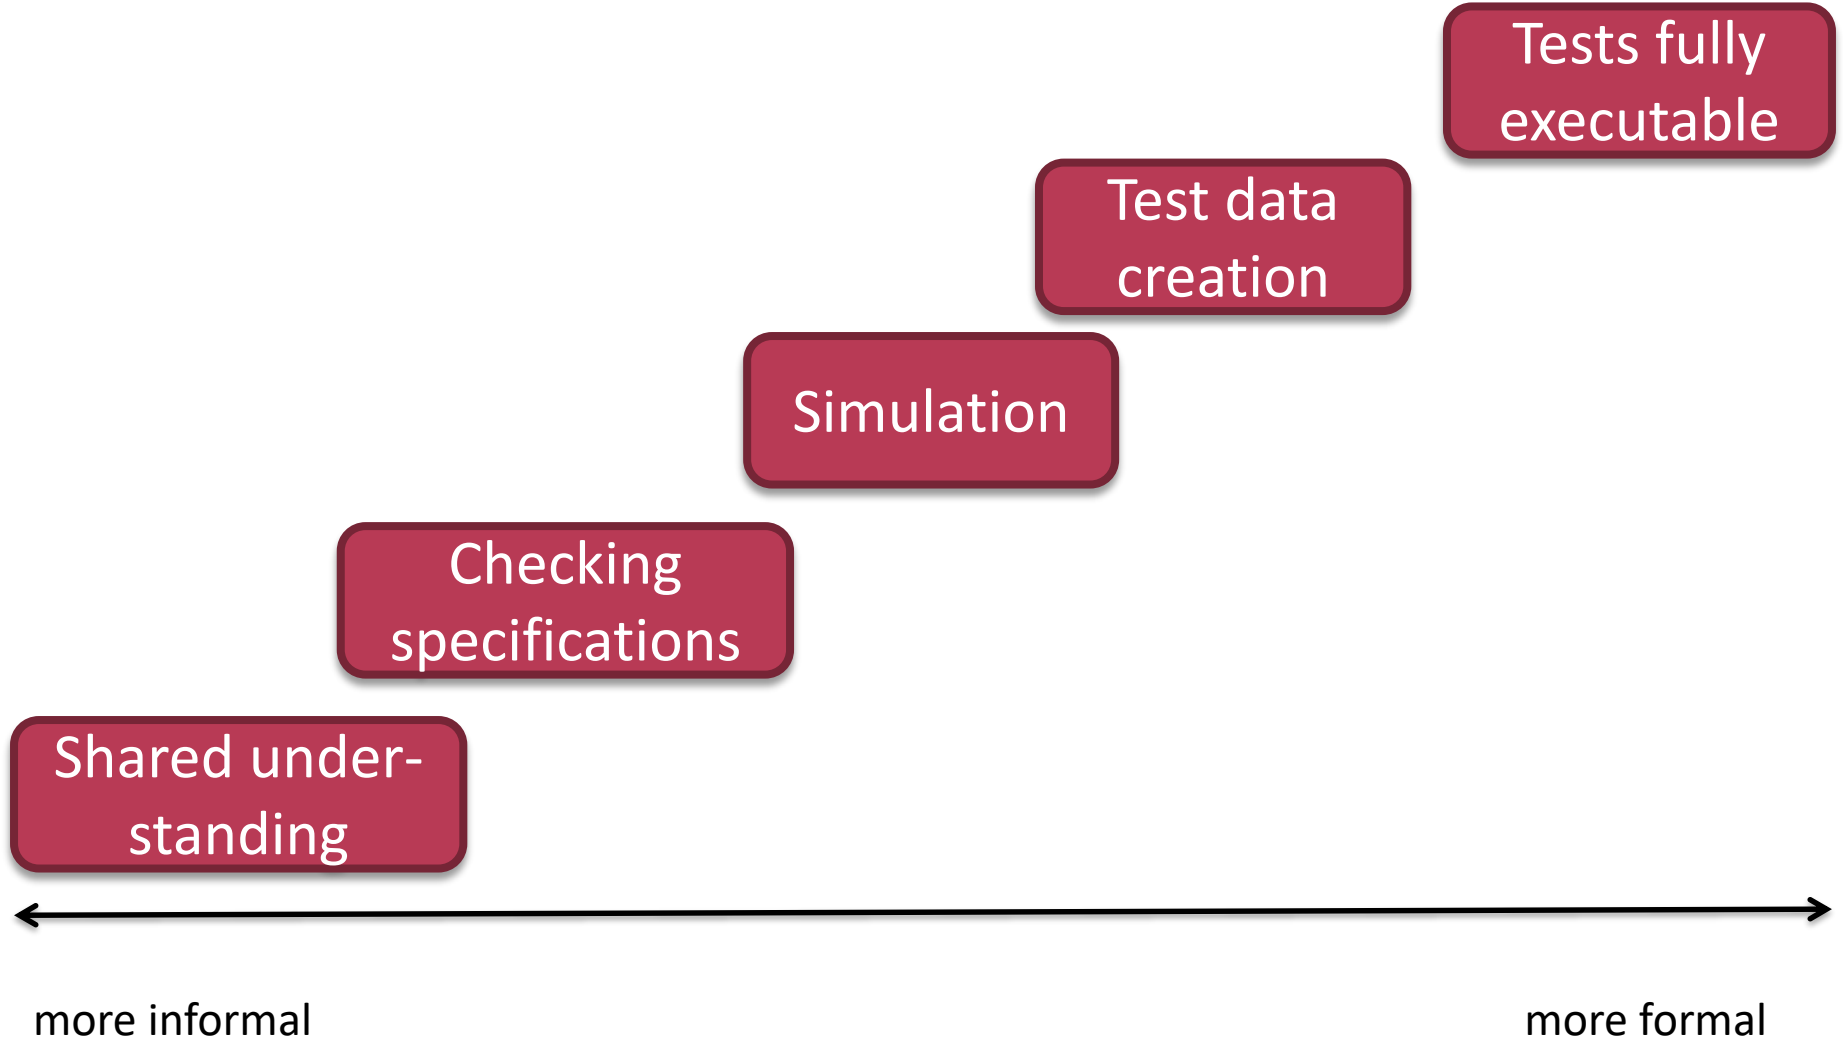 Tests fully
executable
Test data
creation
Simulation
Checking
specifications
Shared under-
standing
more informal
more formal